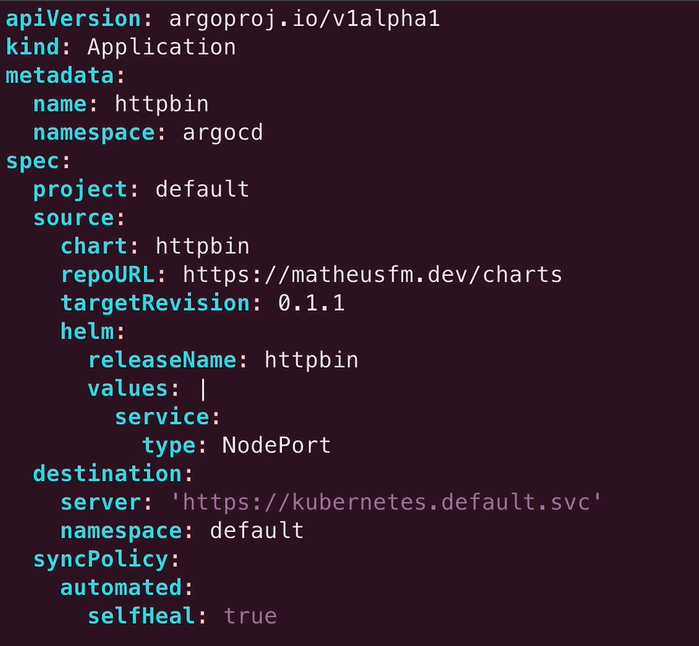 apiVersion: argoproj.io/v1alpha1
kind: Application
metadata:
  name: httpbin
  namespace: argocd
spec:
  project: default
  source:
    chart: httpbin
    repoURL: https://matheusfm.dev/charts
    targetRevision: 0.1.1
    helm:
      releaseName: httpbin
      values: |
        service:
          type: NodePort
  destination:
    server: 'https://kubernetes.default.svc'
    namespace: default
  syncPolicy:
    automated:
      selfHeal: true